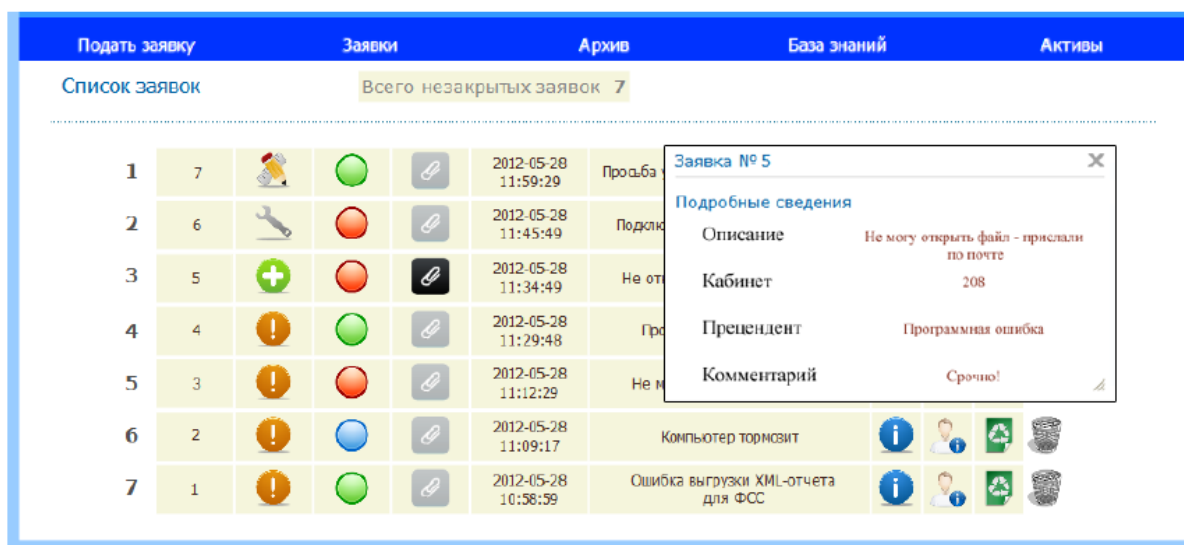 Подать заявку Заявки Архив База знаний Активы
Список заявок Всего незакрытых заявок 7
1 7 2012-05-28
11:59:29 Просьба
2 6 2012-05-28
11:45:49
3 5 2012-05-28
11:34:49 Не
4 4 2012-05-28
11:29:48
5 3 2012-05-28
11:12:29 Не
6 2 2012-05-28
11:09:17 Компьютер тормозит
7 1 2012-05-28
10:58:59 Ошибка выгрузки XML-отчета
для ФСС
Заявка № 5
Подробные сведения
Описание Не могу открыть файл - прислали
по почте
Кабинет 208
Прецендент Программная ошибка
Комментарий Срочно!